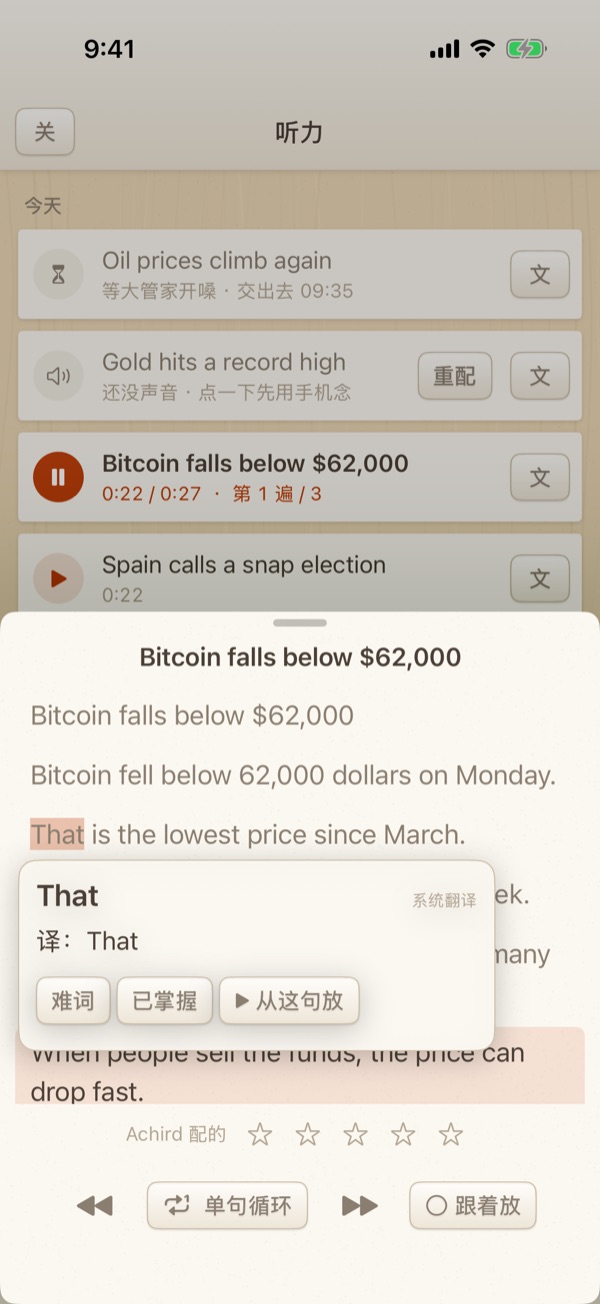 9:41
关
听力
今天
Oil prices climb again
等大管家开嗓 · 交出去 09:35
文
Gold hits a record high
还没声音 · 点一下先用手机念
重配
文
Bitcoin falls below $62,000
0:22 / 0:27 · 第 1 遍 / 3
文
Spain calls a snap election
0:22
文
Bitcoin falls below $62,000
Bitcoin falls below $62,000
Bitcoin fell below 62,000 dollars on Monday.
That is the lowest price since March.
ek.
many
That
系统翻译
译：That
难词
已掌握
从这句放
When people sell the funds, the price can
drop fast.
Achird 配的
单句循环
跟着放